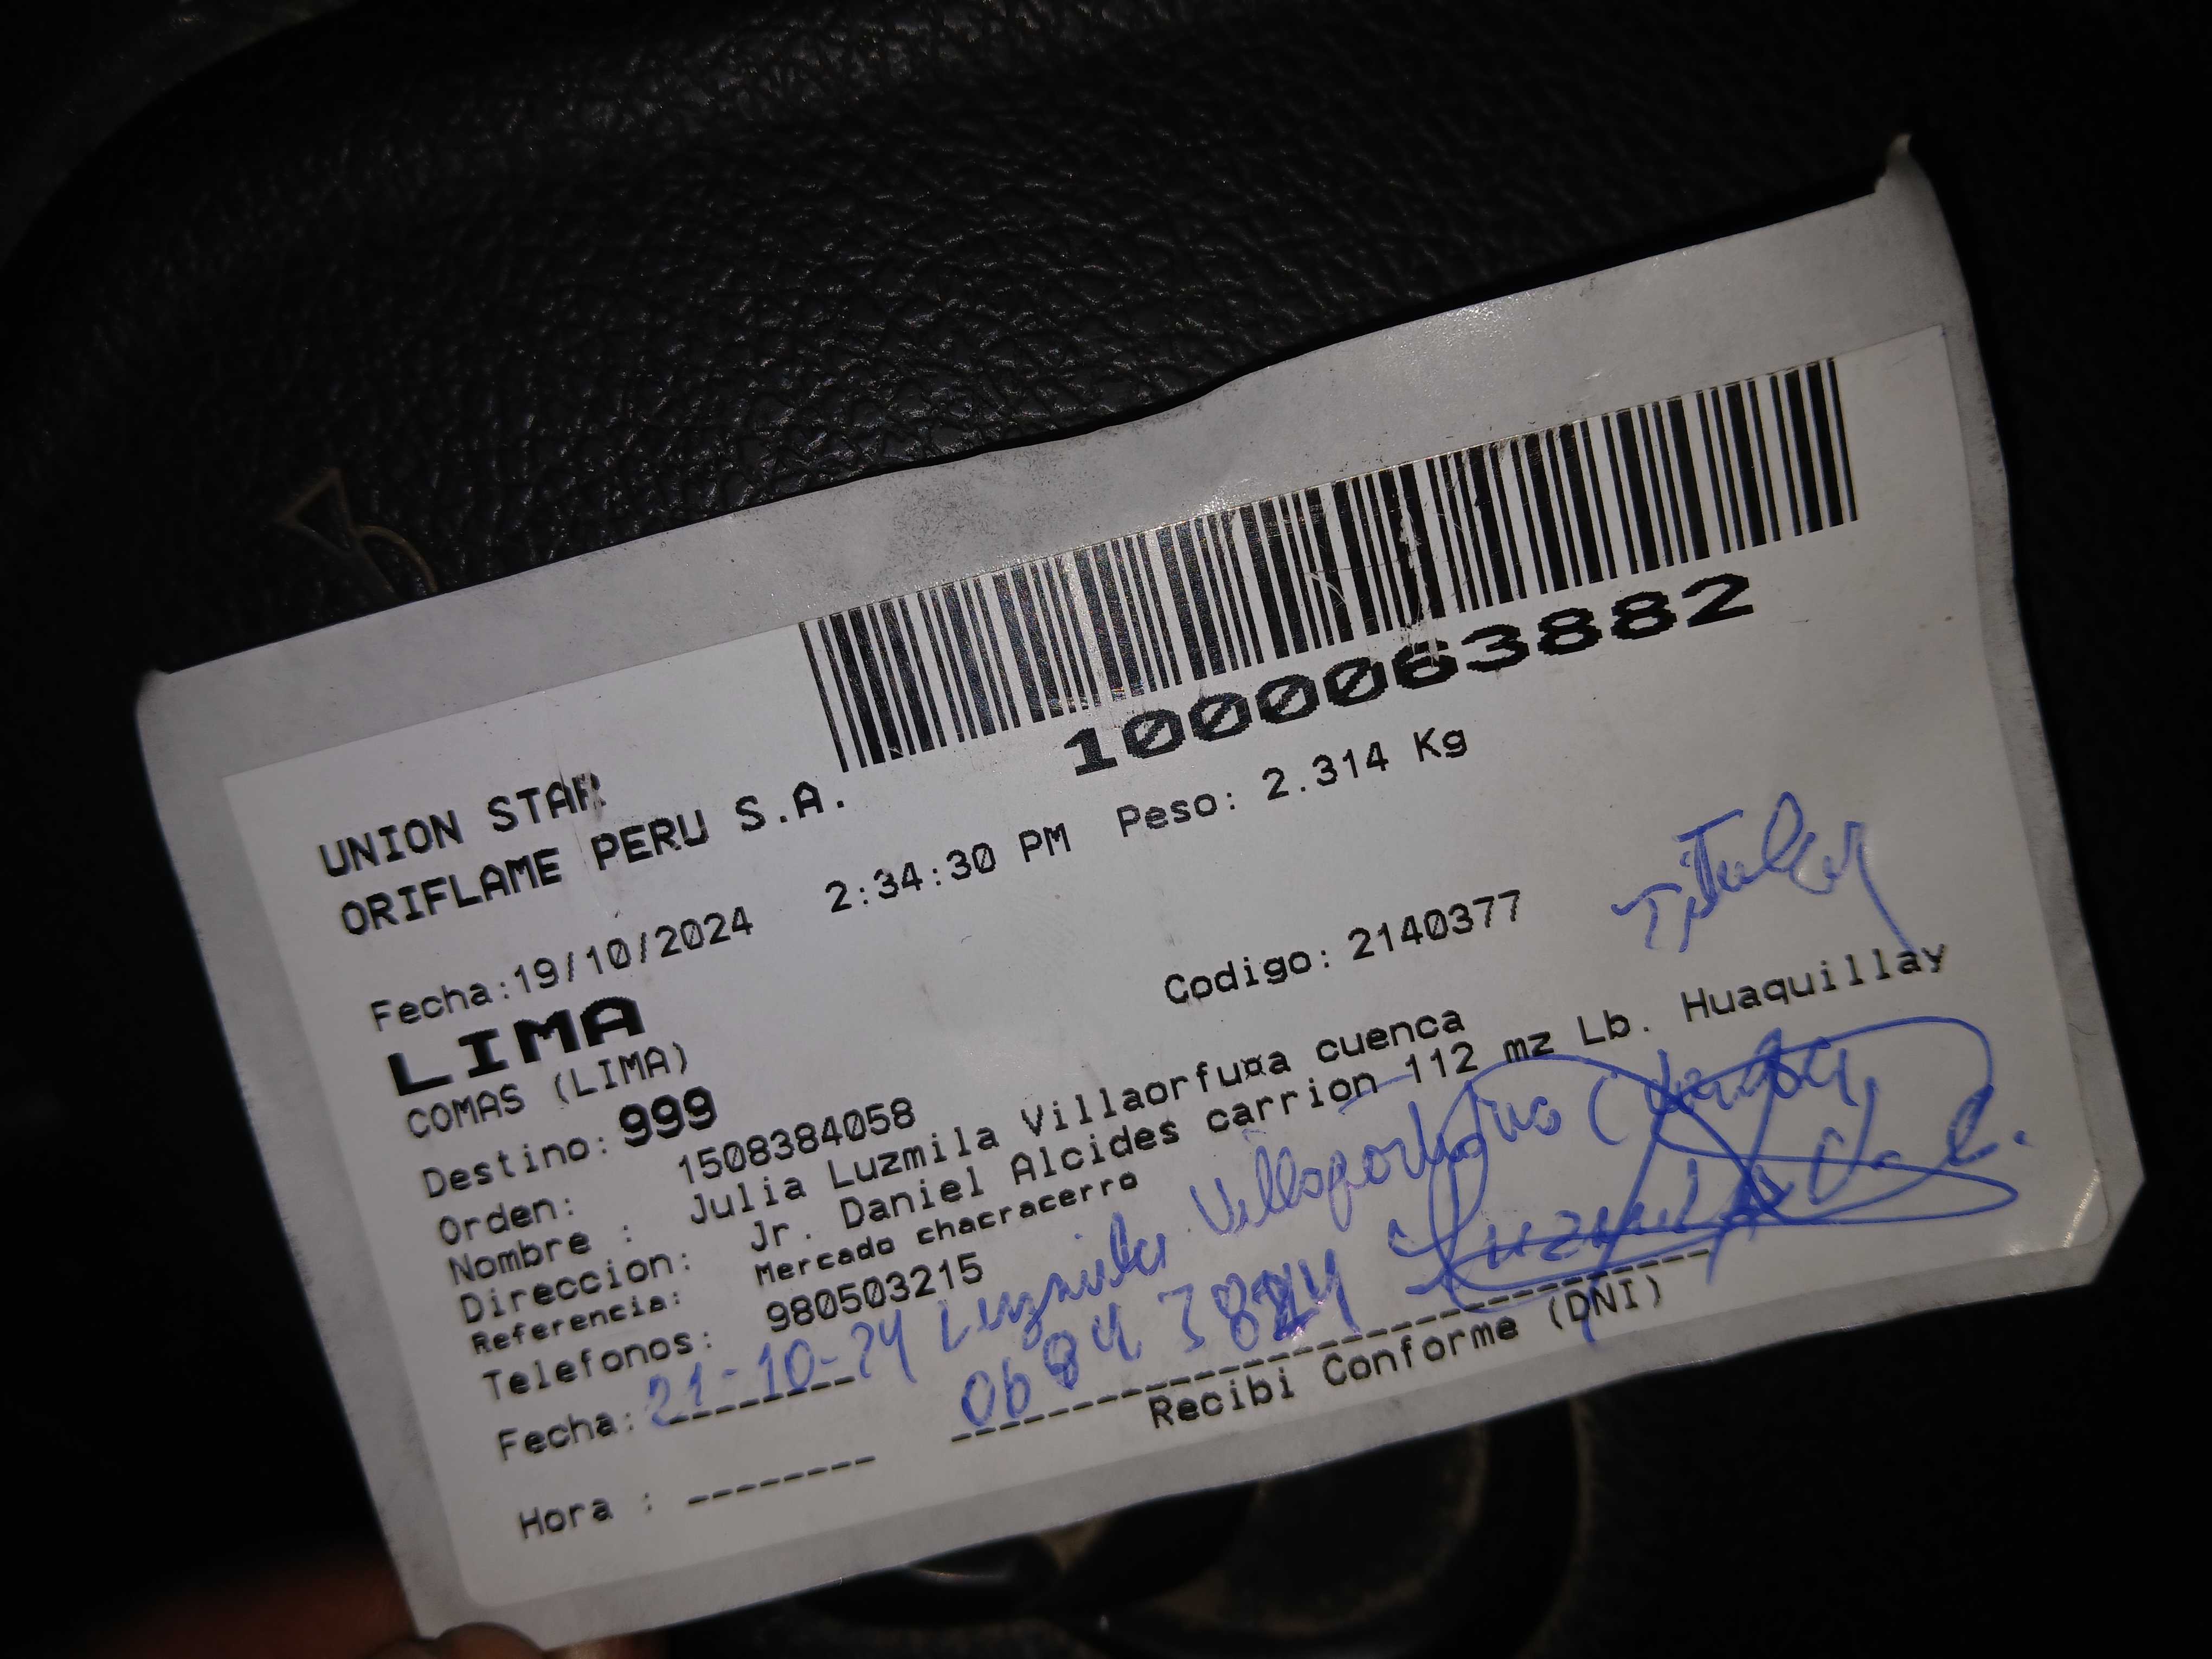 1000063882
UNION STAR
ORIFLAME PERU S.A.
Fecha:19/10/2024 2:34:30 PM Peso: 2.314 Kg
LIMA
COMAS (LIMA)
Codigo: 2140377
Titular
Destino: 999
Orden: 1508384058
Nombre : Julia Luzmila Villaorfu¤a cuenca
Direccion: Jr. Daniel Alcides carrion 112 mz Lb. Huaquillay
Referencia: Mercado chacracerro
Telefonos: 980503215
Fecha: 21-10-24 Luzmila
Recibi Conforme (DNI)
Hora :